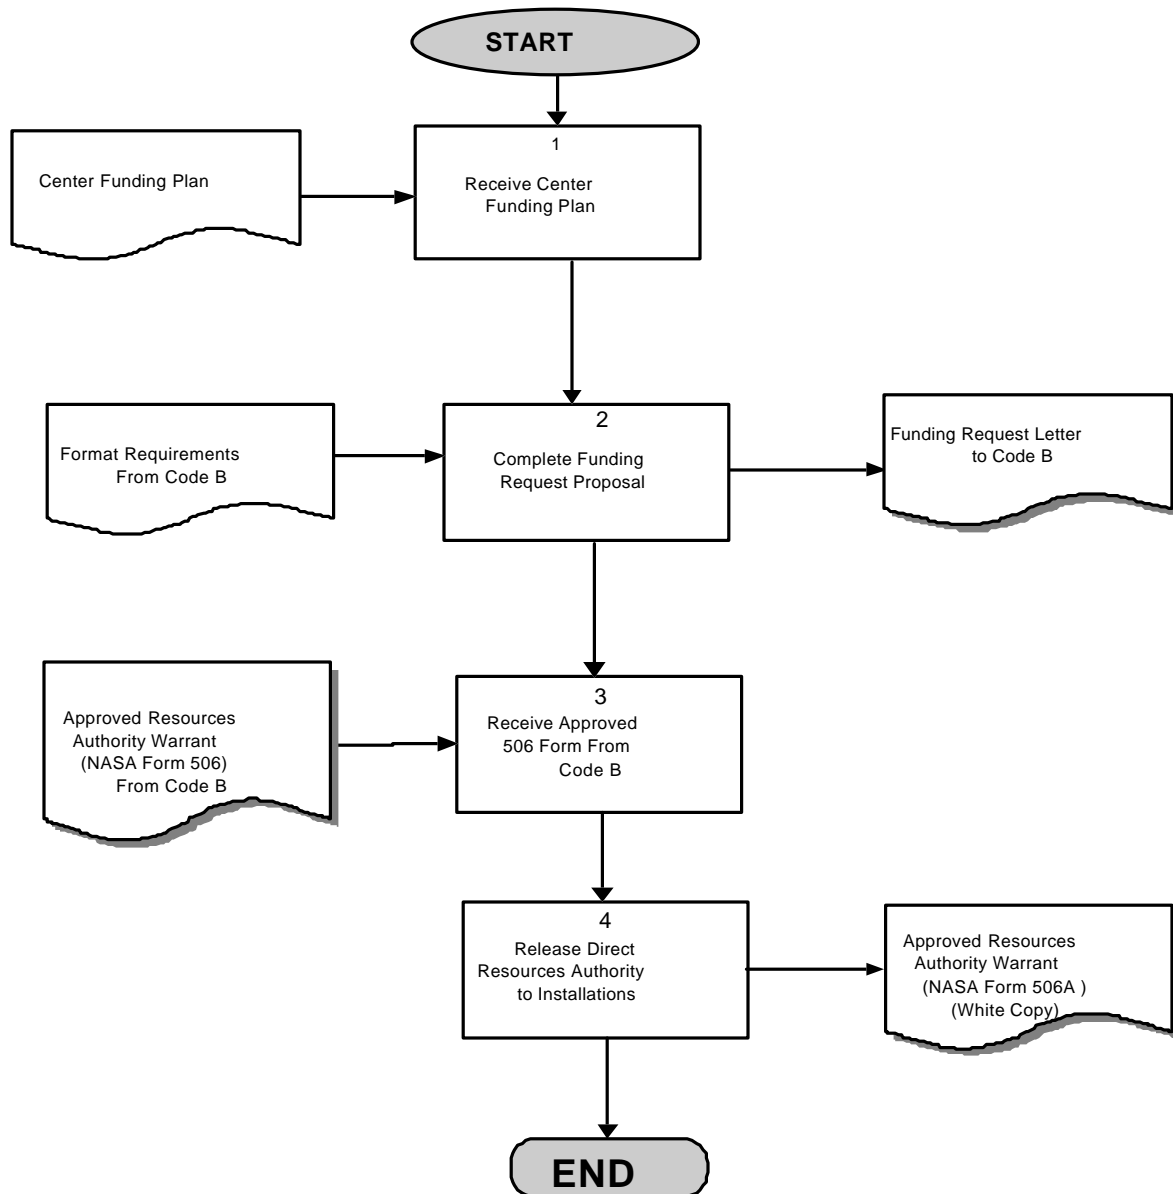 START
Center Funding Plan
1
Receive Center
Funding Plan
Format Requirements
From Code B
2
Complete Funding
Request Proposal
Funding Request Letter
to Code B
Approved Resources
Authority Warrant
(NASA Form 506)
From Code B
3
Receive Approved
506 Form From
Code B
4
Release Direct
Resources Authority
to Installations
Approved Resources
Authority Warrant
(NASA Form 506A )
(White Copy)
END